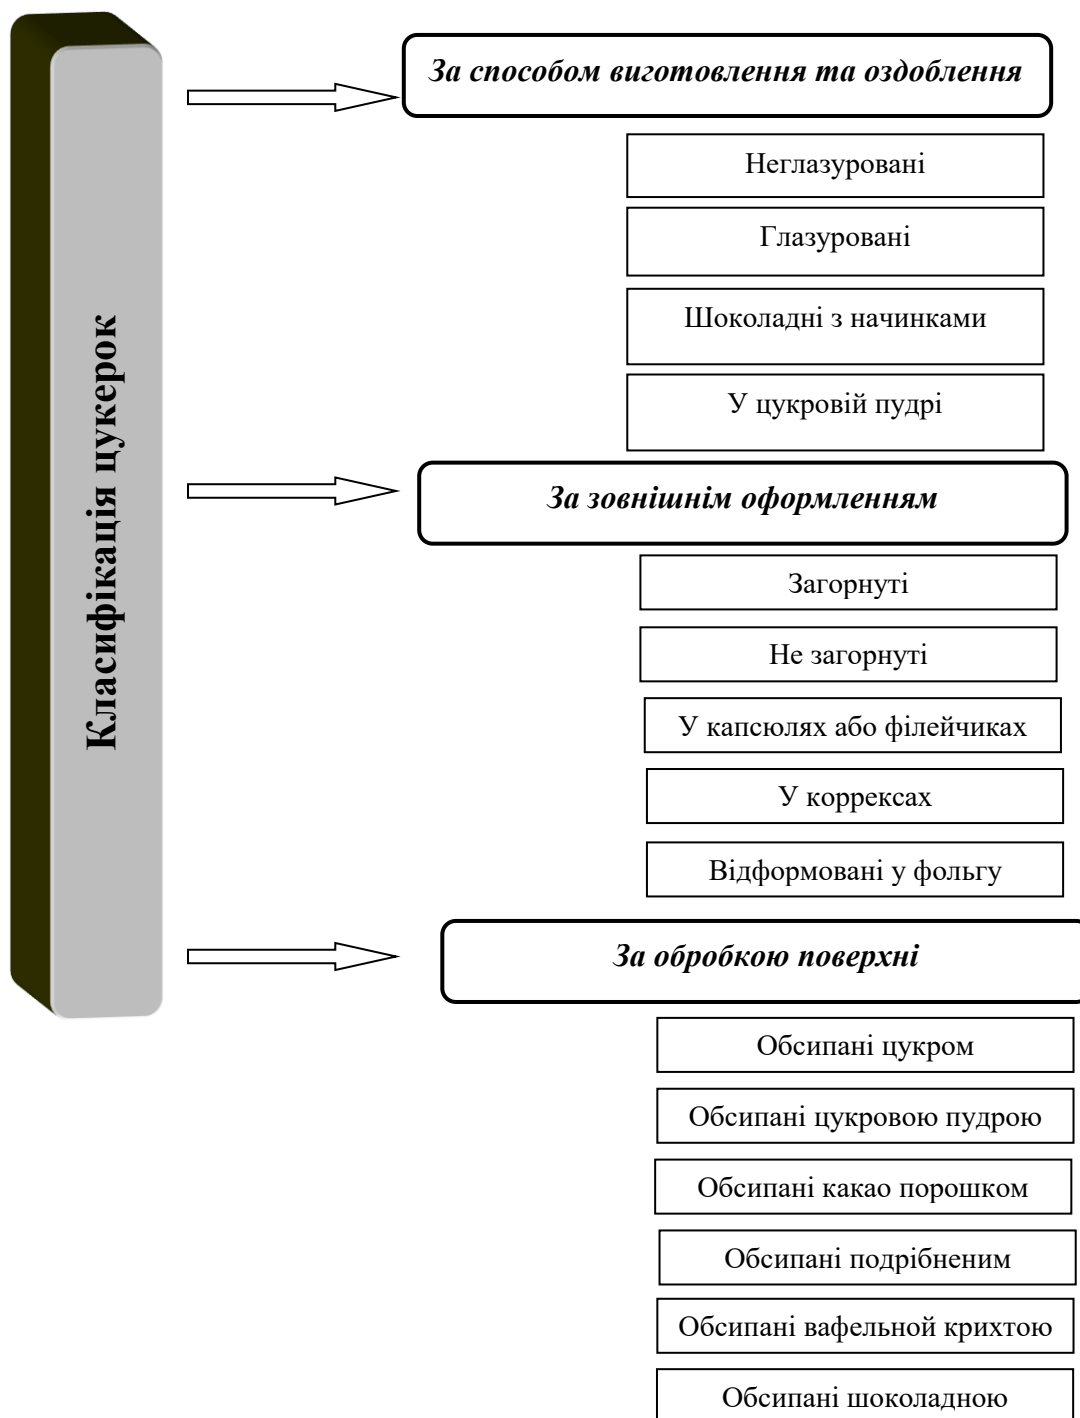 Класифікація цукерок
За способом виготовлення та оздоблення
Неглазуровані
Глазуровані
Шоколадні з начинками
У цукровій пудрі
За зовнішнім оформленням
Загорнуті
Не загорнуті
У капсюлях або філейчиках
У коррексах
Відформовані у фольгу
За обробкою поверхні
Обсипані цукром
Обсипані цукровою пудрою
Обсипані какао порошком
Обсипані подрібненим
Обсипані вафельной крихтою
Обсипані шоколадною